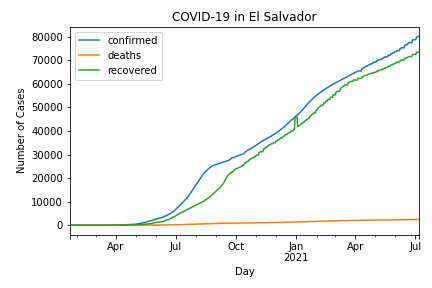 COVID-19 in El Salvador
confirmed
deaths
recovered
Number of Cases
80000
70000
60000
50000
40000
30000
20000
10000
0
Apr
Jul
Oct
Jan
2021
Apr
Jul
Day